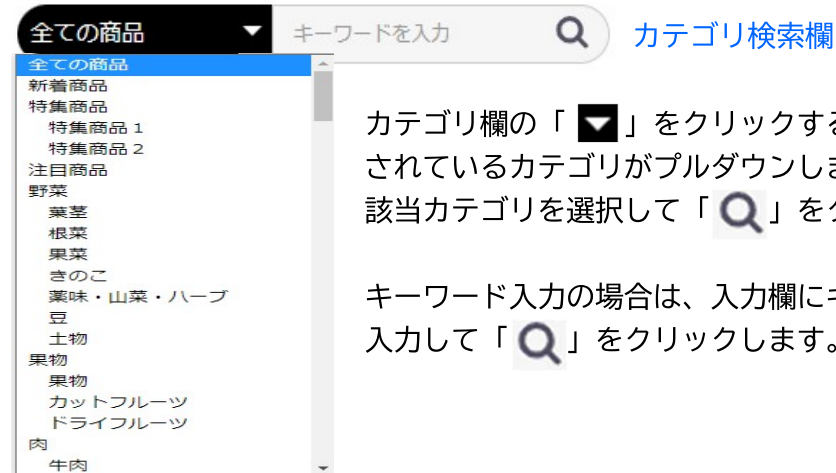 全ての商品
キーワードを入力
カテゴリ検索欄
全ての商品
新着商品
特集商品
特集商品１
特集商品２
注目商品
野菜
葉茎
根菜
果菜
きのこ
薬味・山菜・ハーブ
豆
土物
果物
果物
カットフルーツ
ドライフルーツ
肉
牛肉
カテゴリ欄の「 」をクリックする
されているカテゴリがプルダウンしま
該当カテゴリを選択して「 」をク
キーワード入力の場合は、入力欄にキ
入力して「 」をクリックします。